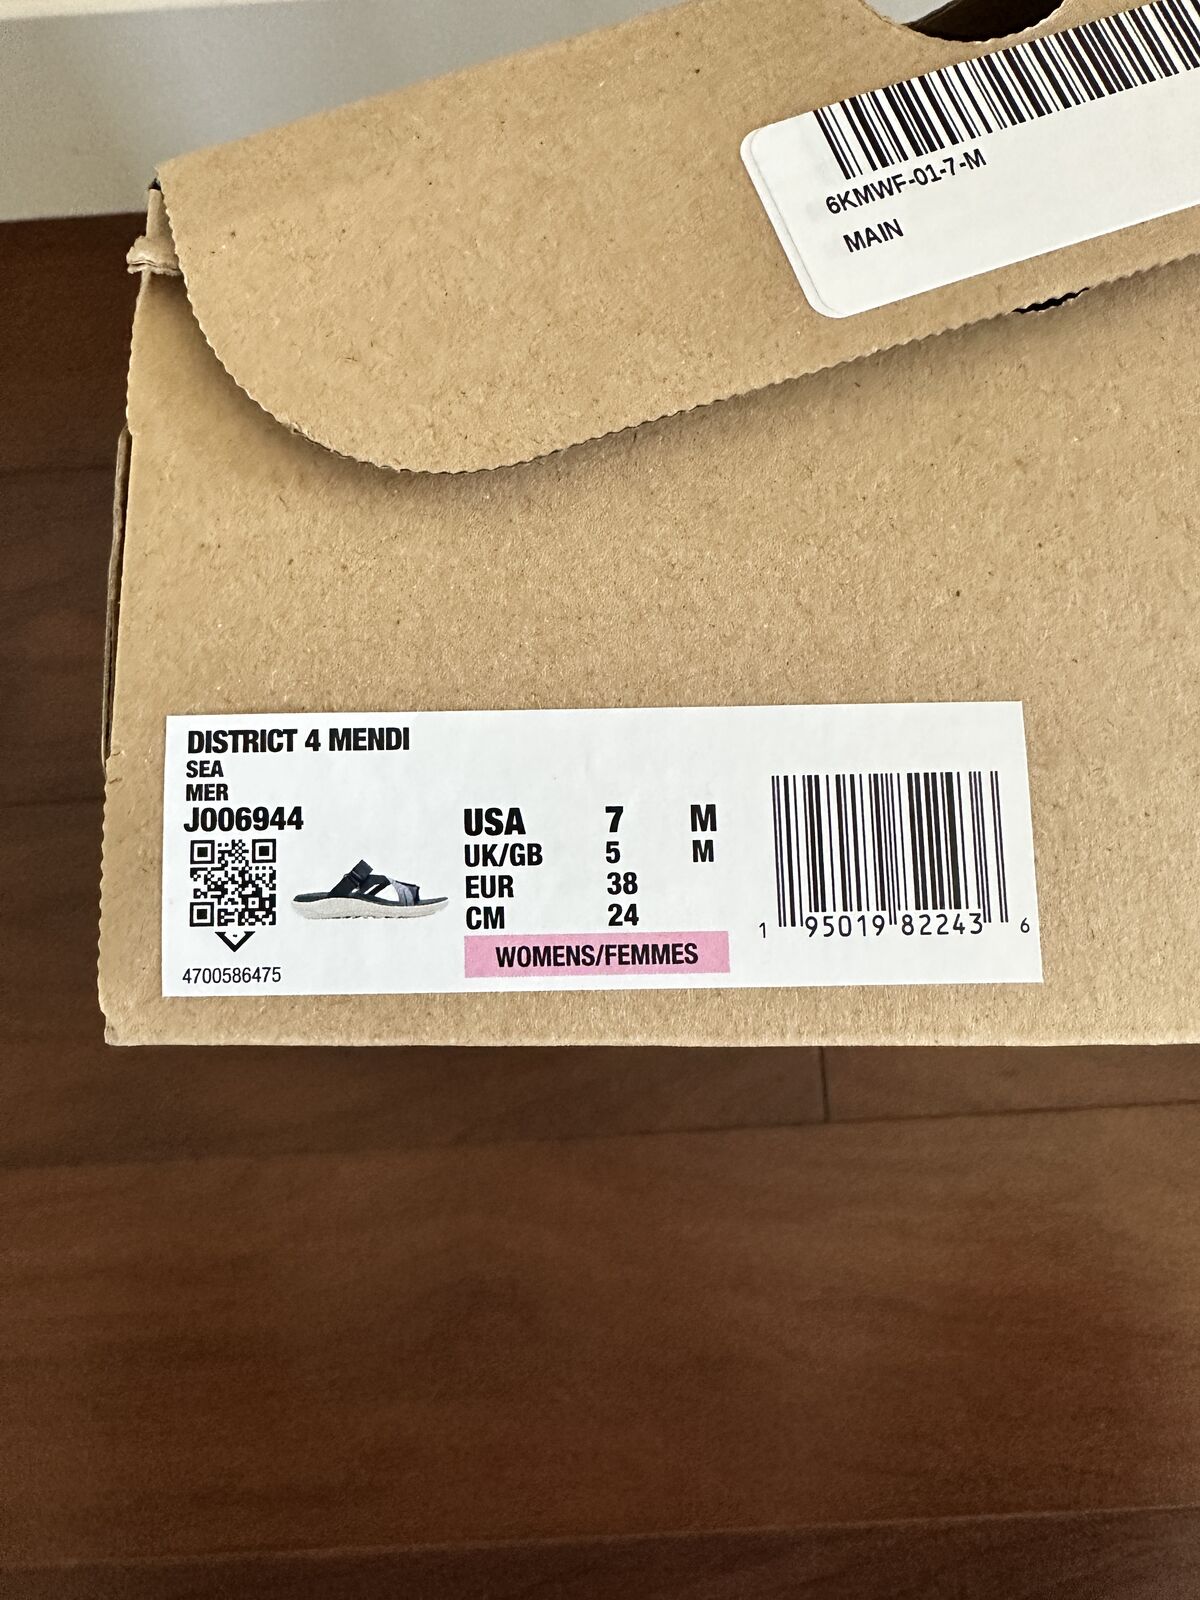 6KMWF-01-7-M
MAIN
DISTRICT 4 MENDI
SEA
MER
J006944
USA 7 M
UK/GB 5 M
EUR 38
CM 24
WOMENS/FEMMES
4700586475
1 95019 82243 6